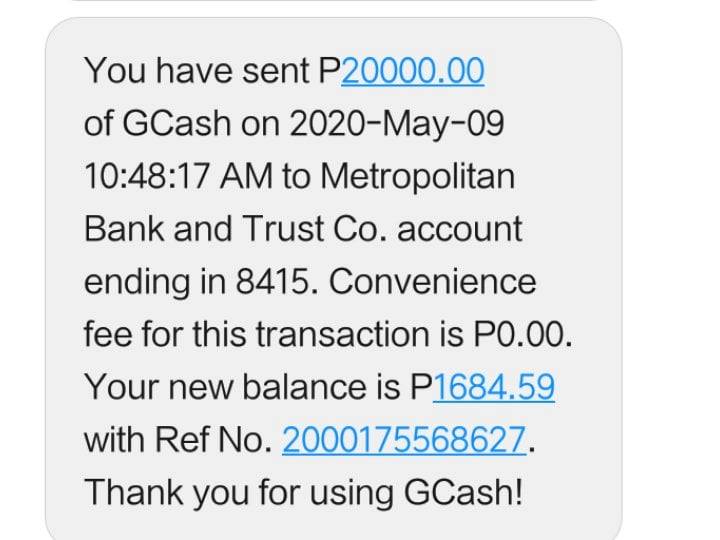 You have sent P20000.00
of GCash on 2020-May-09
10:48:17 AM to Metropolitan
Bank and Trust Co. account
ending in 8415. Convenience
fee for this transaction is P0.00.
Your new balance is P1684.59
with Ref No. 2000175568627.
Thank you for using GCash!